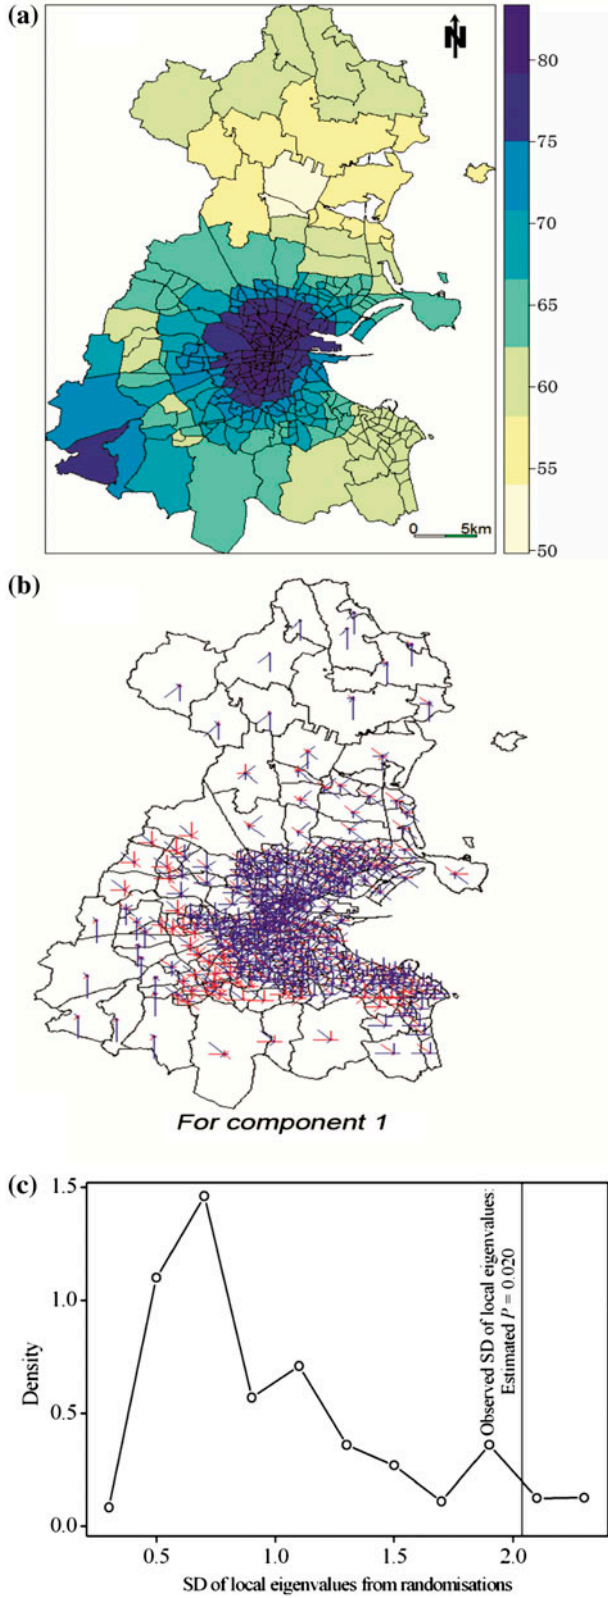 (a)
N
80
75
70
65
60
55
50
0 5km
(b)
For component 1
(c)
1.5
1.0
0.5
0.0
Density
Observed SD of local eigenvalues:
Estimated P = 0.020
0.5 1.0 1.5 2.0
SD of local eigenvalues from randomisations